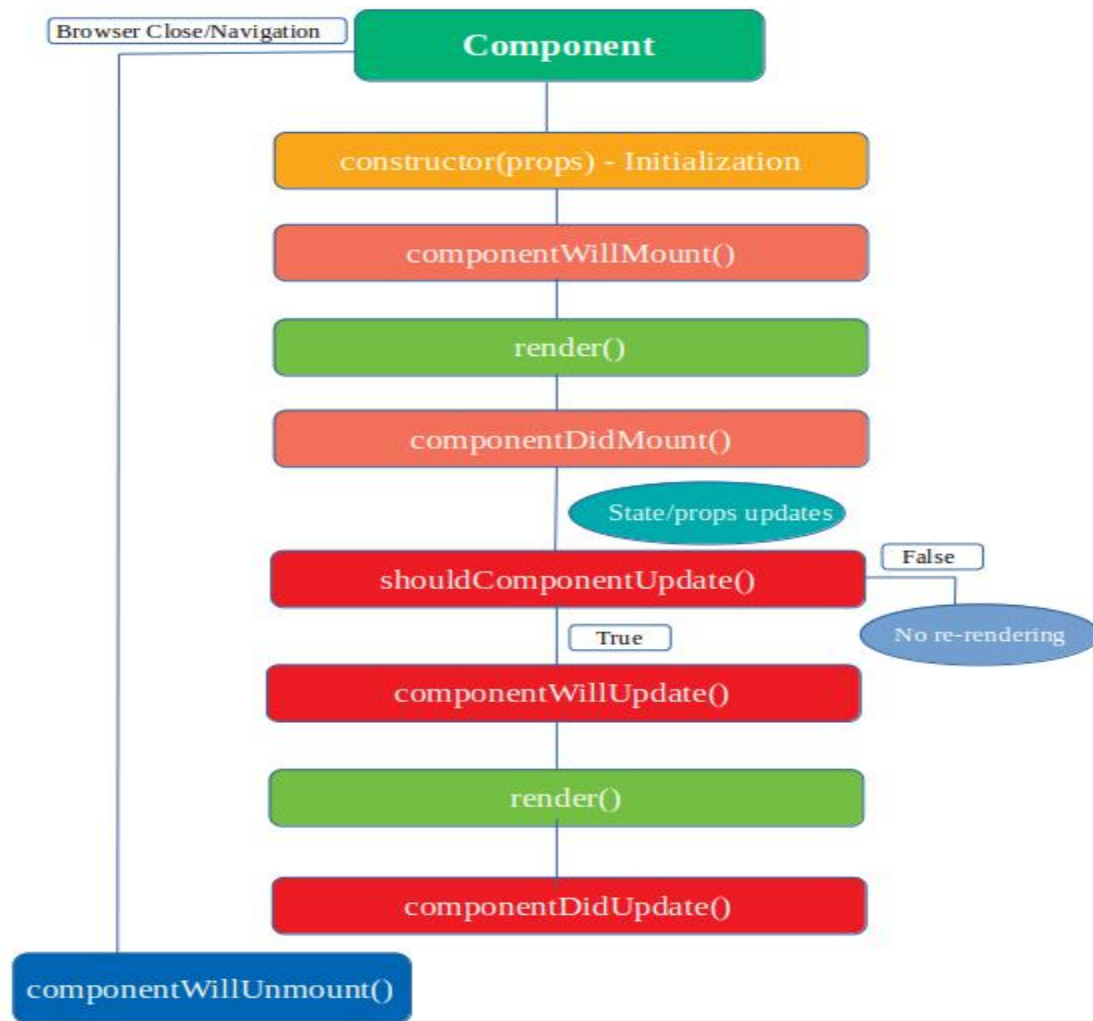 Browser Close/Navigation
Component
constructor(props) - Initialization
componentWillMount()
render()
componentDidMount()
State/props updates
shouldComponentUpdate()
False
True
No re-rendering
componentWillUpdate()
render()
componentDidUpdate()
componentWillUnmount()